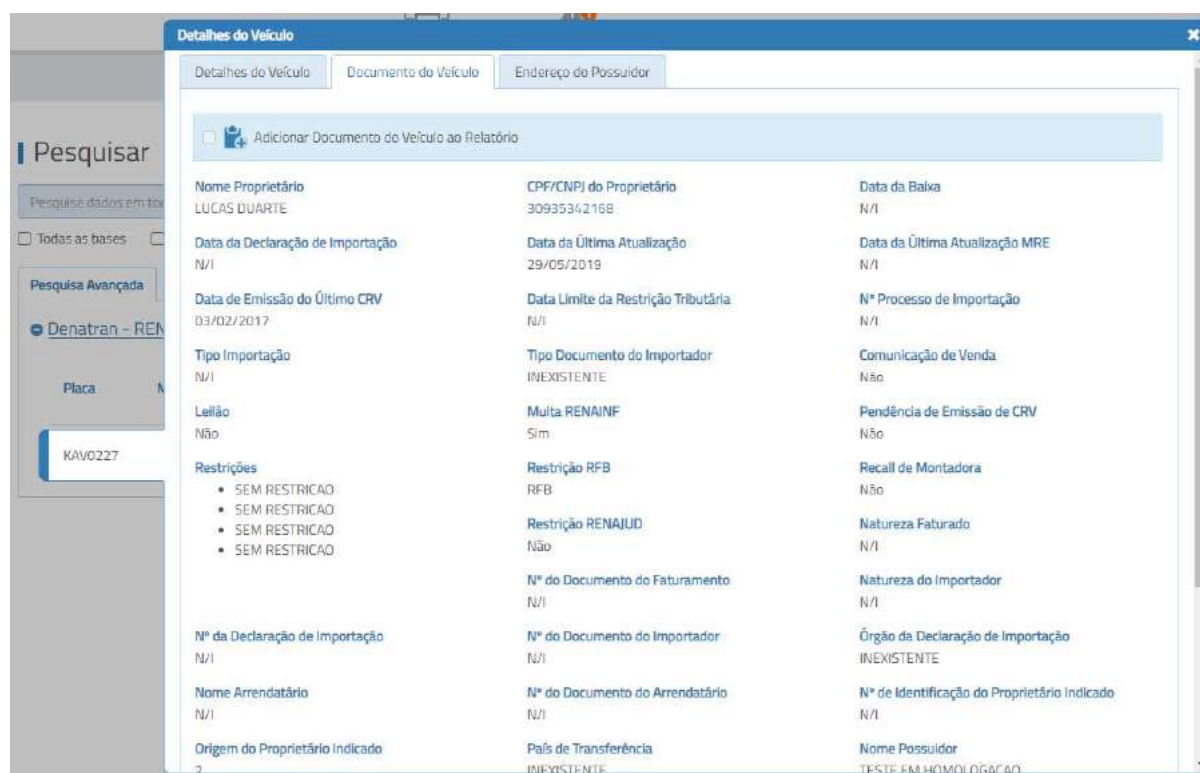 Detalhes do Veículo
Detalhes do Veículo Documento do Veículo Endereço do Possuidor
Adicionar Documento do Veículo ao Relatório
Pesquisar
Pesquise dados em
Todas as bases
Pesquisa Avançada
Denatran - REN
Placa
KAV0227
Nome Proprietário CPF/CNPJ do Proprietário Data da Baixa
LUCAS DUARTE 30935342168 N/I
Data da Declaração de Importação Data da Última Atualização Data da Última Atualização MRE
N/I 29/05/2019 N/I
Data de Emissão do Último CRV Data Limite da Restrição Tributária Nº Processo de Importação
03/02/2017 N/I N/I
Tipo Importação Tipo Documento do Importador Comunicação de Venda
N/I INEXISTENTE Não
Leilão Multa RENAINF Pendência de Emissão de CRV
Não Sim Não
Restrições Restrição RFB Recall de Montadora
• SEM RESTRICAO RFB Não
• SEM RESTRICAO
• SEM RESTRICAO Restrição RENAJUD Natureza Faturado
• SEM RESTRICAO Não N/I
Nº do Documento do Faturamento Natureza do Importador
N/I N/I
Nº da Declaração de Importação Nº do Documento do Importador Órgão da Declaração de Importação
N/I N/I INEXISTENTE
Nome Arrendatário Nº do Documento do Arrendatário Nº de Identificação do Proprietário Indicado
N/I N/I N/I
Origem do Proprietário Indicado País de Transferência Nome Possuidor
2 INEXISTENTE TESTE EM HOMOLOGACAO